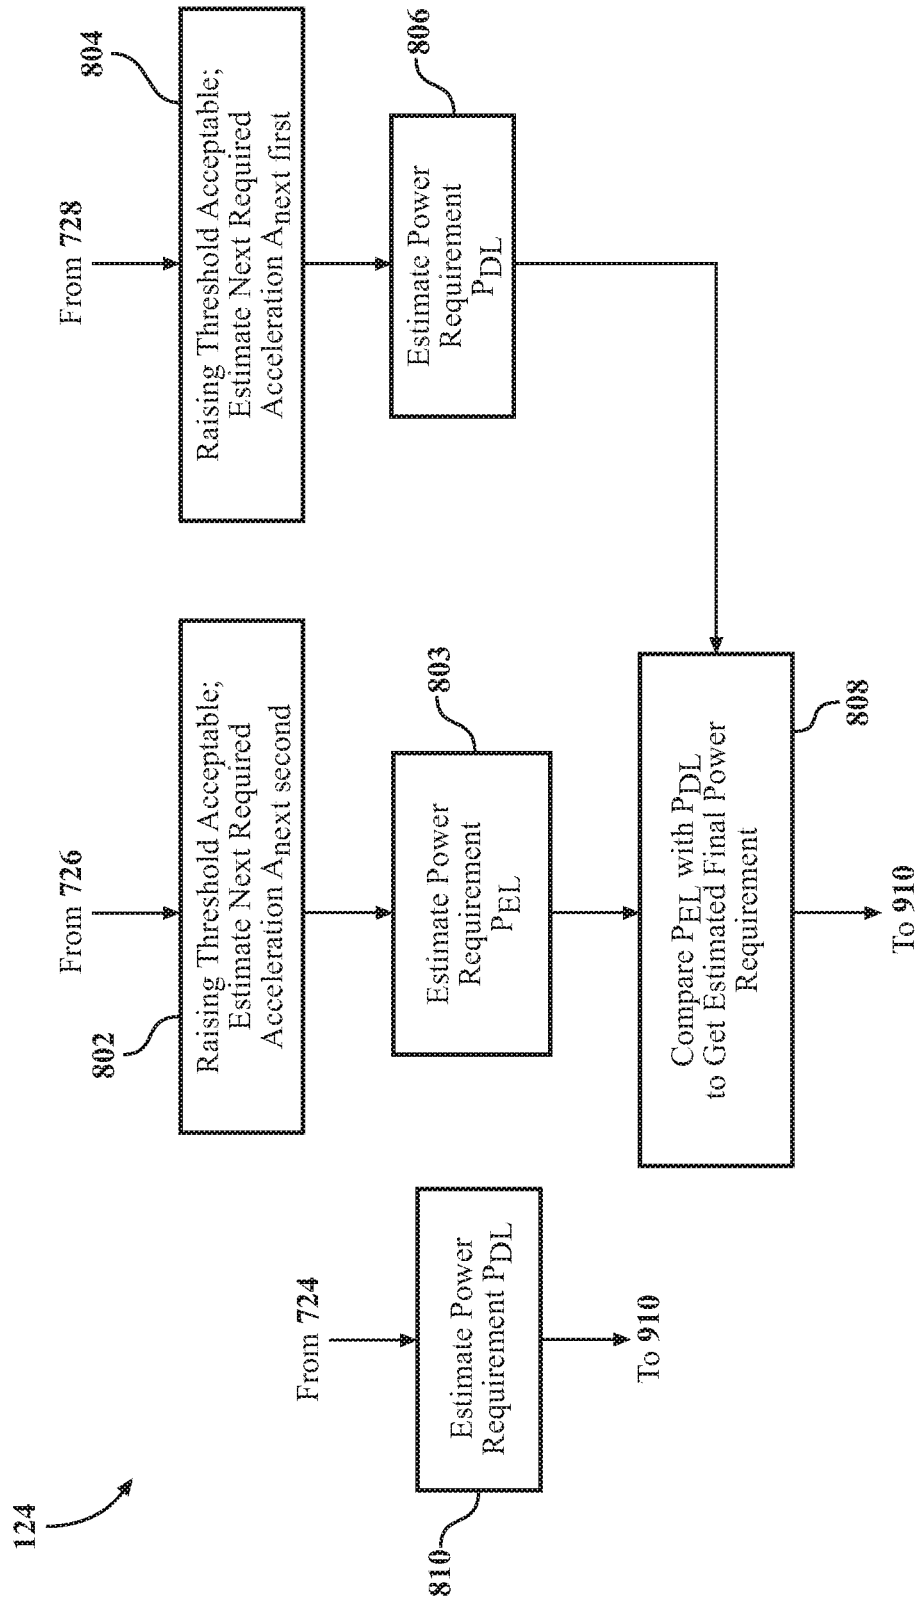 124
From 724
810
Estimate Power
Requirement PDL
To 910
From 726
802
Raising Threshold Acceptable;
Estimate Next Required
Acceleration Anext second
803
Estimate Power
Requirement
PEL
From 728
804
Raising Threshold Acceptable;
Estimate Next Required
Acceleration Anext first
806
Estimate Power
Requirement
PDL
808
Compare PEL with PDL
to Get Estimated Final Power
Requirement
To 910